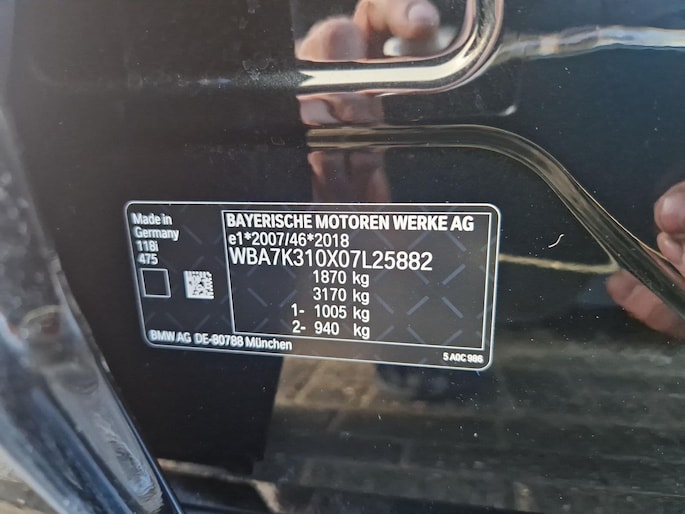 Made in
Germany
118i
475
BAYERISCHE MOTOREN WERKE AG
e1*2007/46*2018
WBA7K310X07L25882
1870 kg
3170 kg
1- 1005 kg
2- 940 kg
BMW AG DE-80788 München
5 A0C 986